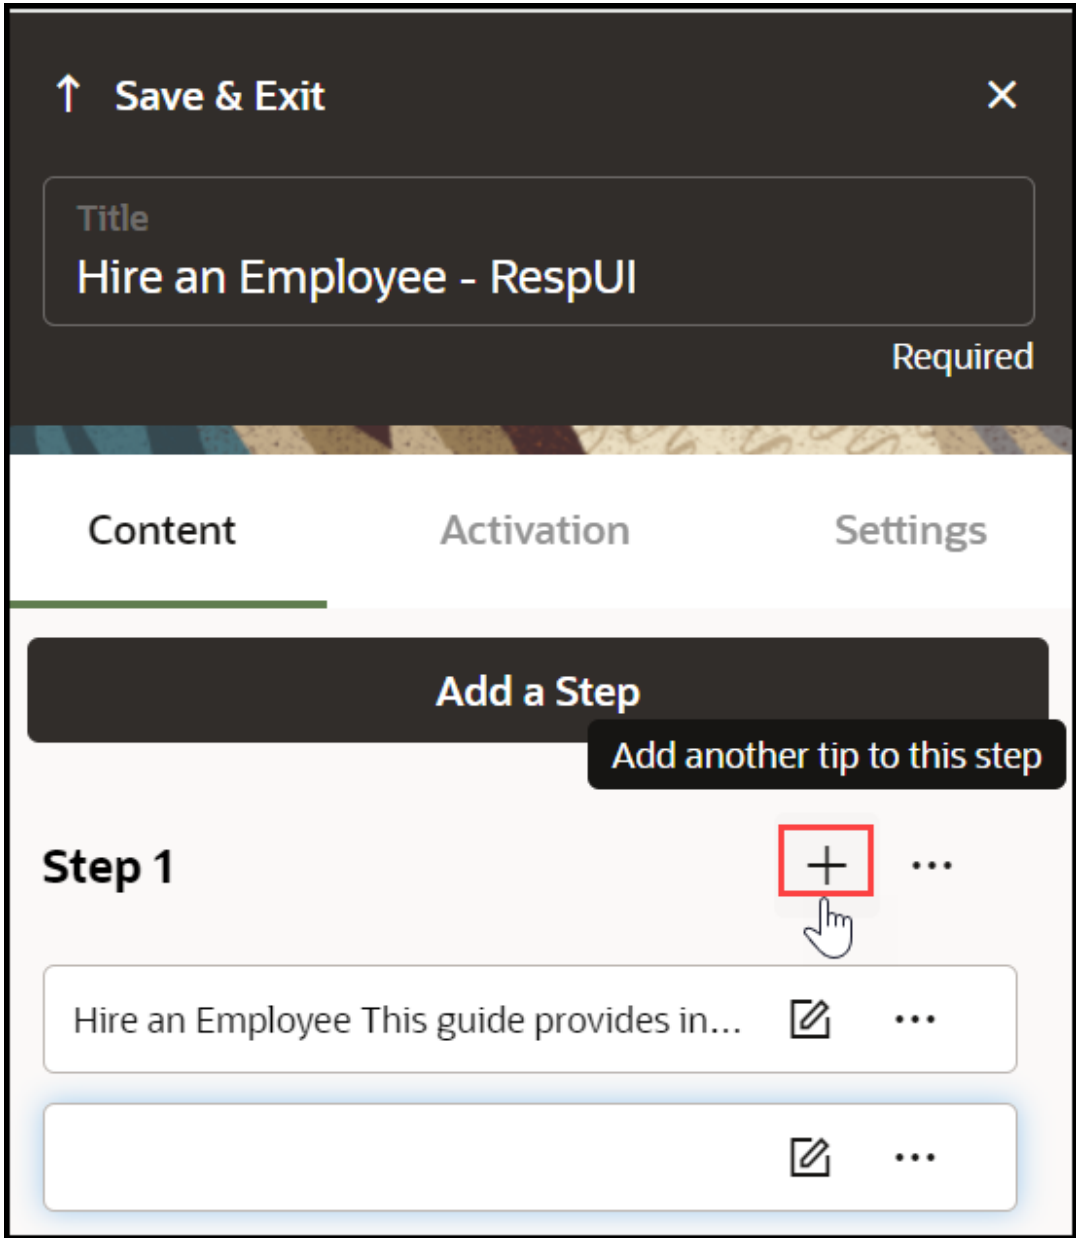 Save & Exit
Title
Hire an Employee - RespUI
Required
Content Activation Settings
Add a Step
Add another tip to this step
Step 1
Hire an Employee This guide provides in...